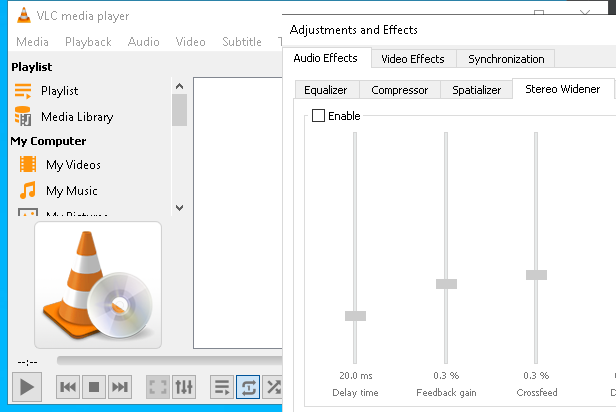 VLC media player
Media Playback Audio Video Subtitle
Playlist
Playlist
Media Library
My Computer
My Videos
My Music
My Pictures
--:--
Adjustments and Effects
Audio Effects Video Effects Synchronization
Equalizer Compressor Spatializer Stereo Widener
Enable
20.0 ms 0.3 % 0.3 %
Delay time Feedback gain Crossfeed